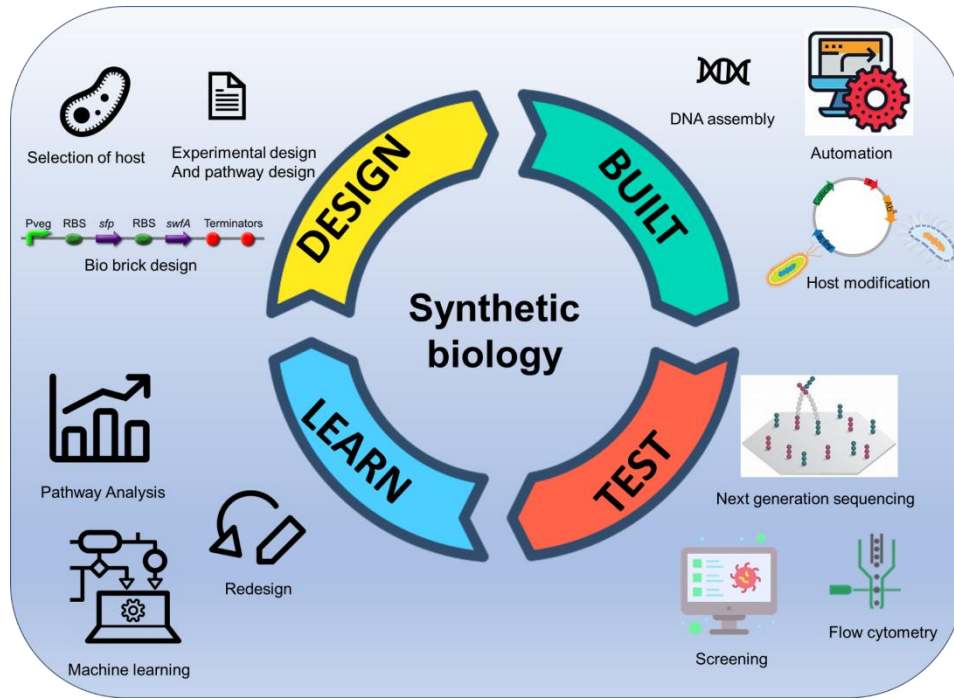 DESIGN
BUILT
TEST
LEARN
Synthetic
biology
Selection of host
Experimental design
And pathway design
Pveg RBS sfp RBS swfA Terminators
Bio brick design
DNA assembly
Automation
Host modification
Next generation sequencing
Screening
Flow cytometry
Pathway Analysis
Redesign
Machine learning